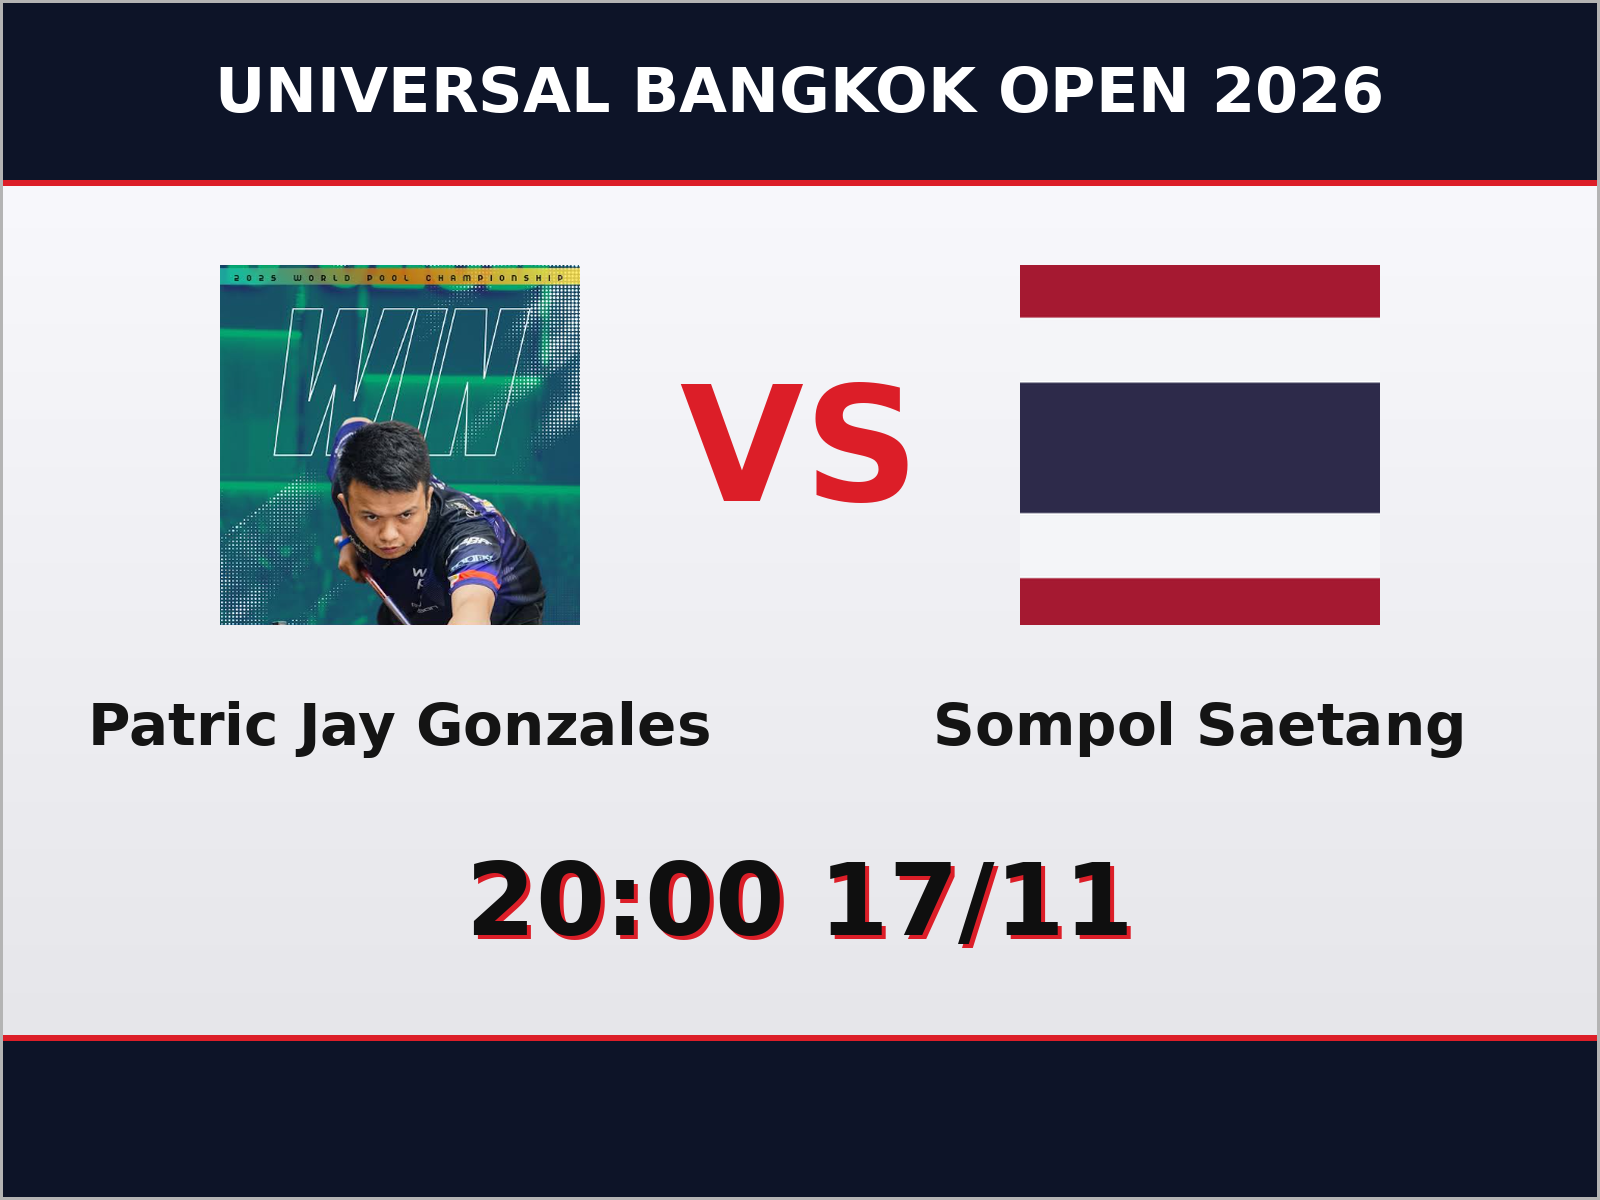 UNIVERSAL BANGKOK OPEN 2026
2025 WORLD POOL CHAMPIONSHIP
WIN
VS
Patric Jay Gonzales
Sompol Saetang
20:00 17/11